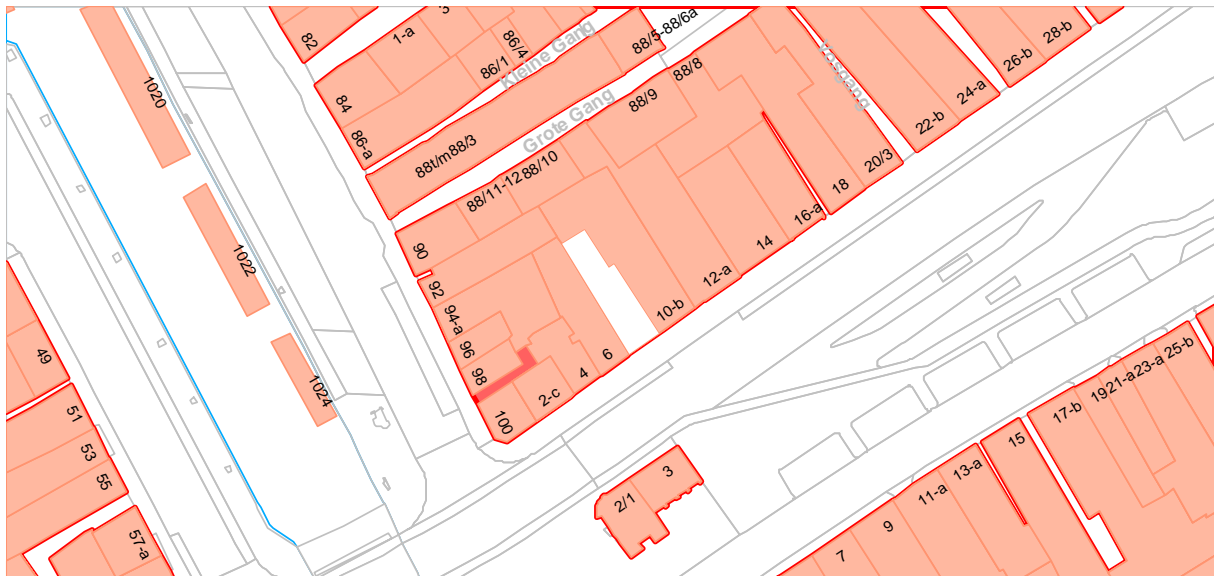 82
1-a
3
86/4
86/1
Kleine Gang
88/5-88/6a
84
86-a
88t/m88/3
Grote Gang
88/9
88/8
88/11-12
88/10
90
92
94-a
96
98
100
2-c
4
6
10-b
12-a
14
16-a
18
20/3
22-b
24-a
26-b
28-b
1020
1022
1024
49
51
53
55
57-a
2/1
3
7
9
11-a
13-a
15
17-b
19
21-a
23-a
25-b